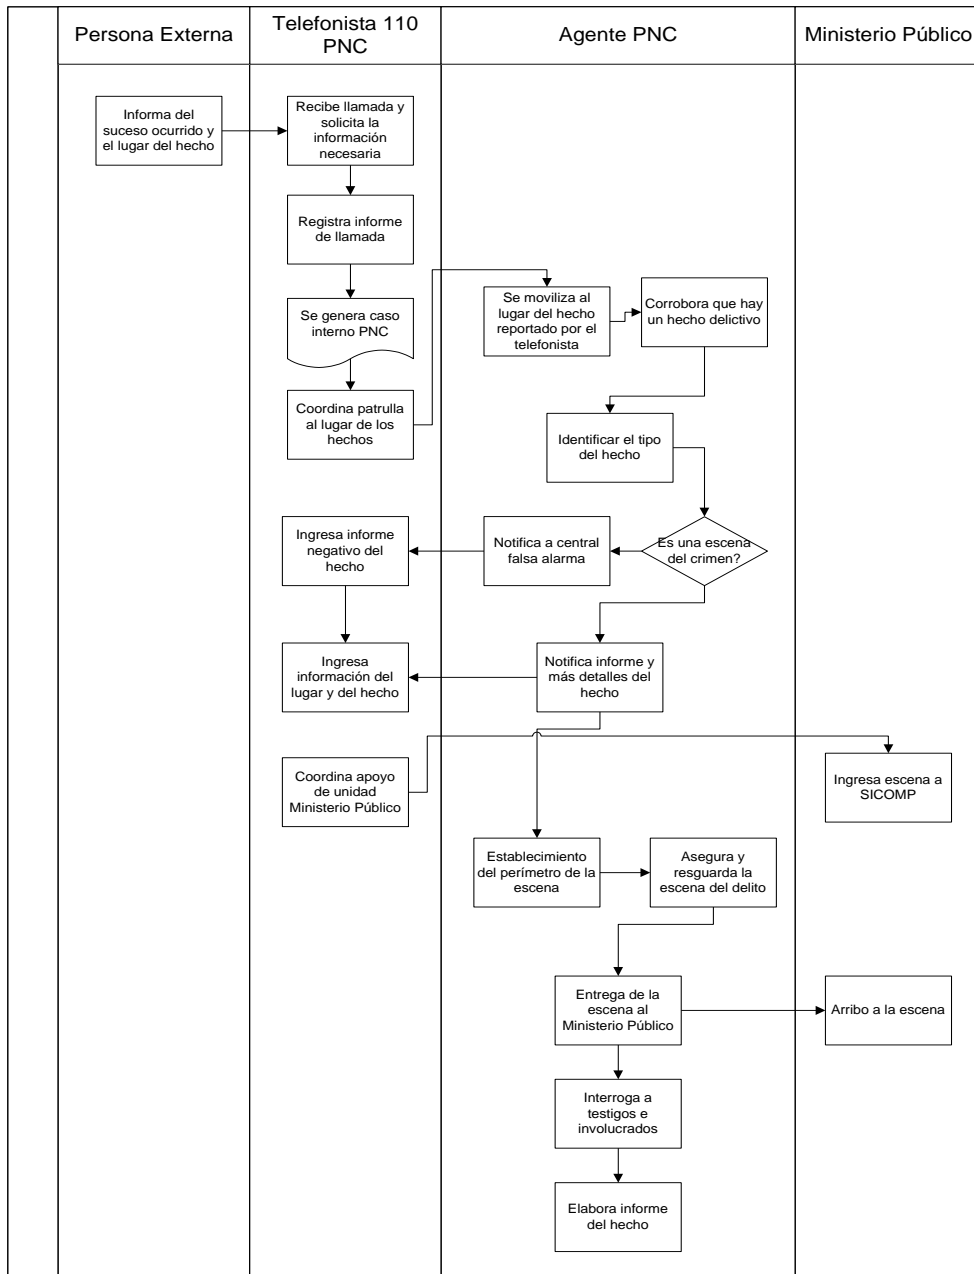 Persona Externa
Telefonista 110
PNC
Agente PNC
Ministerio Público
Informa del
suceso ocurrido y
el lugar del hecho
Recibe llamada y
solicita la
información
necesaria
Registra informe
de llamada
Se genera caso
interno PNC
Coordina patrulla
al lugar de los
hechos
Se moviliza al
lugar del hecho
reportado por el
telefonista
Corrobora que hay
un hecho delictivo
Identificar el tipo
del hecho
Es una escena
del crimen?
Notifica a central
falsa alarma
Ingresa informe
negativo del
hecho
Ingresa
información del
lugar y del hecho
Notifica informe y
más detalles del
hecho
Coordina apoyo
de unidad
Ministerio Público
Ingresa escena a
SICOMP
Establecimiento
del perímetro de la
escena
Asegura y
resguarda la
escena del delito
Entrega de la
escena al
Ministerio Público
Arribo a la escena
Interroga a
testigos e
involucrados
Elabora informe
del hecho